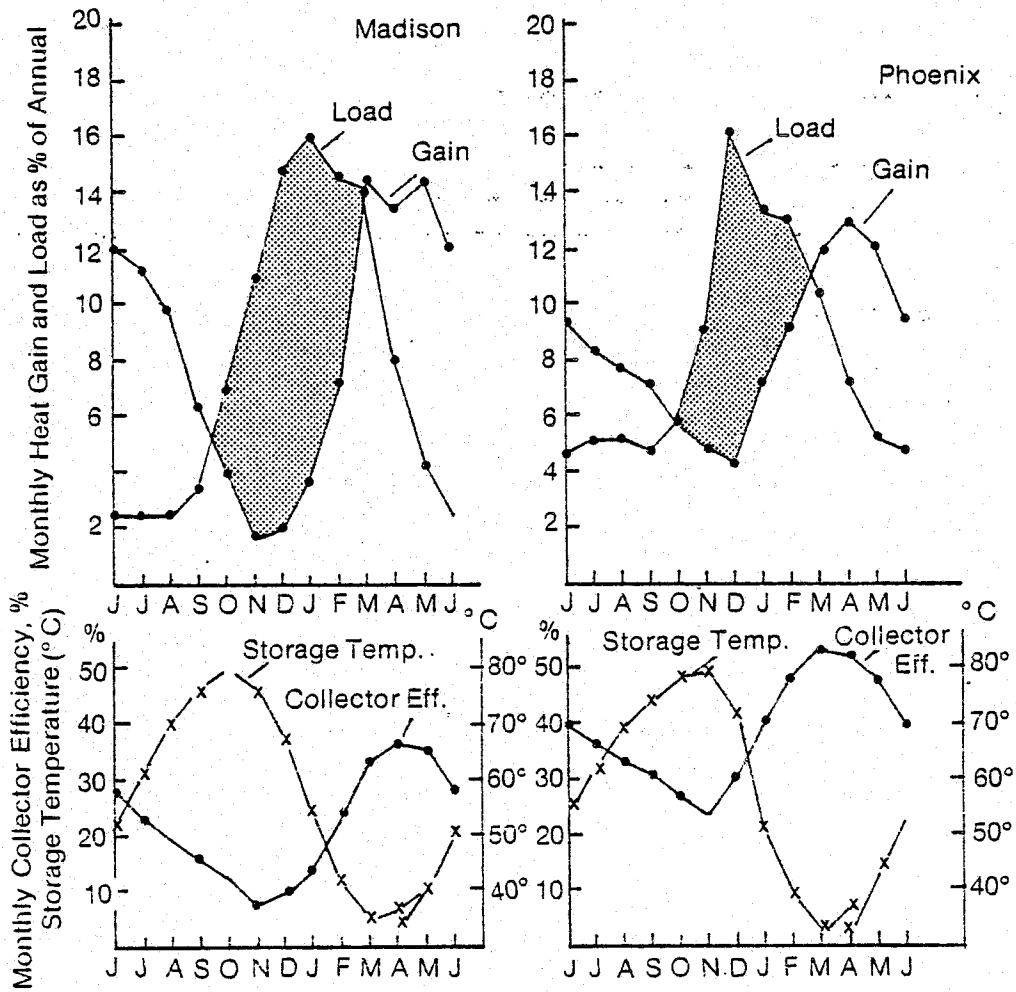 Monthly Heat Gain and Load as % of Annual
20
18
16
14
12
10
8
6
2
Madison
Load
Gain
J J A S O N D J F M A M J
20
18
16
14
12
10
8
6
4
2
Phoenix
Load
Gain
J J A S O N D J F M A M J
Monthly Collector Efficiency, %
Storage Temperature (°C)
%
50
40
30
20
10
Storage Temp.
Collector Eff.
°C
80°
70°
60°
50°
40°
J J A S O N D J F M A M J
%
50
40
30
20
10
Storage Temp.
Collector
Eff.
°C
80°
70°
60°
50°
40°
J J A S O N D J F M A M J